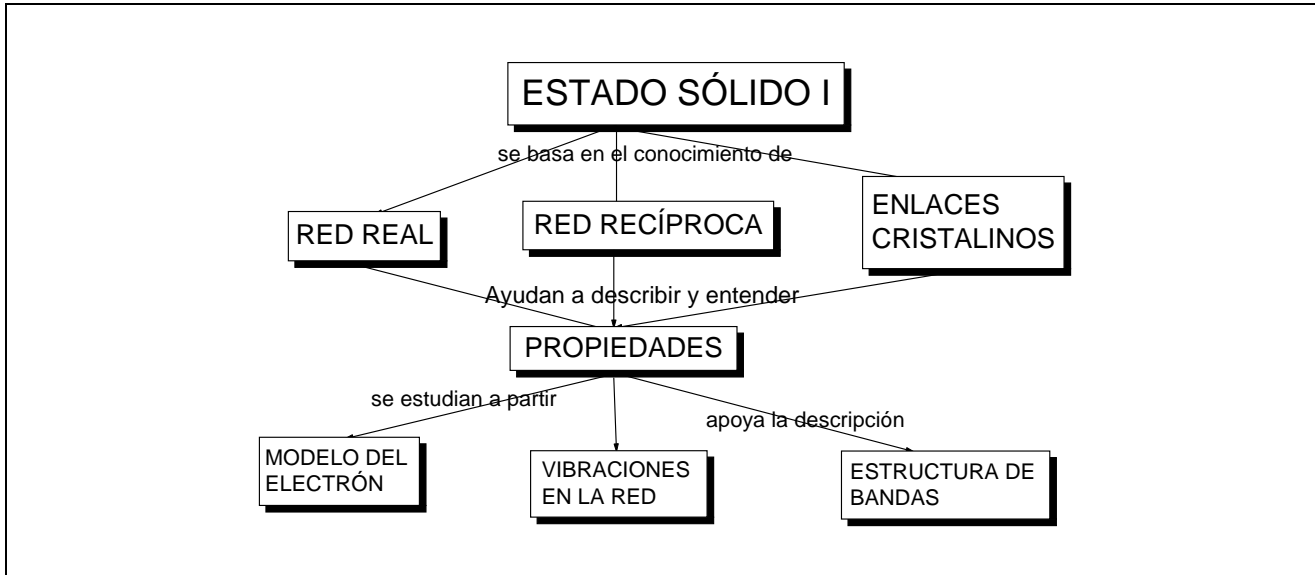 ESTADO SÓLIDO I
se basa en el conocimiento de
RED REAL
RED RECÍPROCA
ENLACES
CRISTALINOS
Ayudan a describir y entender
PROPIEDADES
se estudian a partir
apoya la descripción
MODELO DEL
ELECTRÓN
VIBRACIONES
EN LA RED
ESTRUCTURA DE
BANDAS